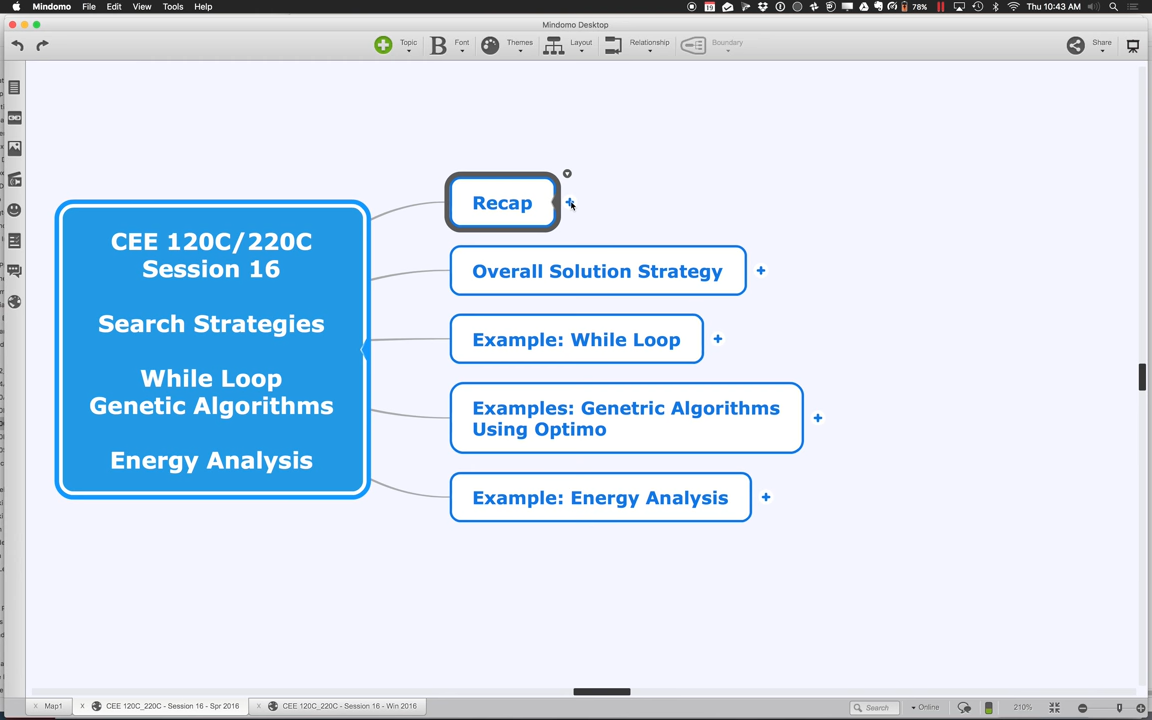 Mindomo File Edit View Tools Help
19
78%
Thu 10:43 AM
Mindomo Desktop
Topic
Font
Themes
Layout
Relationship
Boundary
Share
CEE 120C/220C
Session 16
Search Strategies
While Loop
Genetic Algorithms
Energy Analysis
Recap
Overall Solution Strategy
Example: While Loop
Examples: Genetric Algorithms
Using Optimo
Example: Energy Analysis
x Map1
x CEE 120C_220C - Session 16 - Spr 2016
x CEE 120C_220C - Session 16 - Win 2016
Search
Online
210%